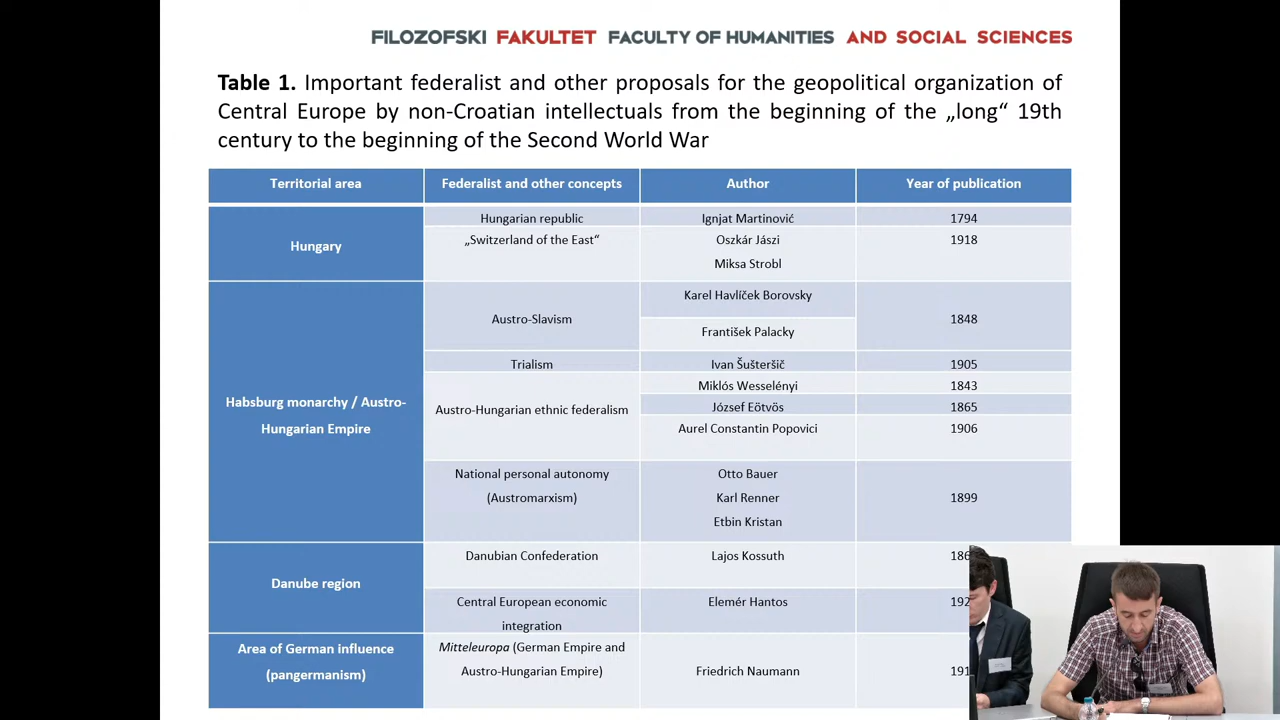 FILOZOFSKI FAKULTET FACULTY OF HUMANITIES AND SOCIAL SCIENCES
Table 1. Important federalist and other proposals for the geopolitical organization of
Central Europe by non-Croatian intellectuals from the beginning of the „long“ 19th
century to the beginning of the Second World War
Territorial area Federalist and other concepts Author Year of publication
Hungary
Hungarian republic Ignjat Martinović 1794
„Switzerland of the East“ Oszkár Jászi 1918
Miksa Strobl
Habsburg monarchy / Austro-
Hungarian Empire
Austro-Slavism
Karel Havlíček Borovsky
František Palacky
1848
Trialism Ivan Šušteršič 1905
Austro-Hungarian ethnic federalism
Miklós Wesselényi 1843
József Eötvös 1865
Aurel Constantin Popovici 1906
National personal autonomy
(Austromarxism)
Otto Bauer
Karl Renner
Etbin Kristan
1899
Danube region
Danubian Confederation Lajos Kossuth 186
Central European economic
integration
Elemér Hantos 192
Area of German influence
(pangermanism)
Mitteleuropa (German Empire and
Austro-Hungarian Empire)
Friedrich Naumann 191